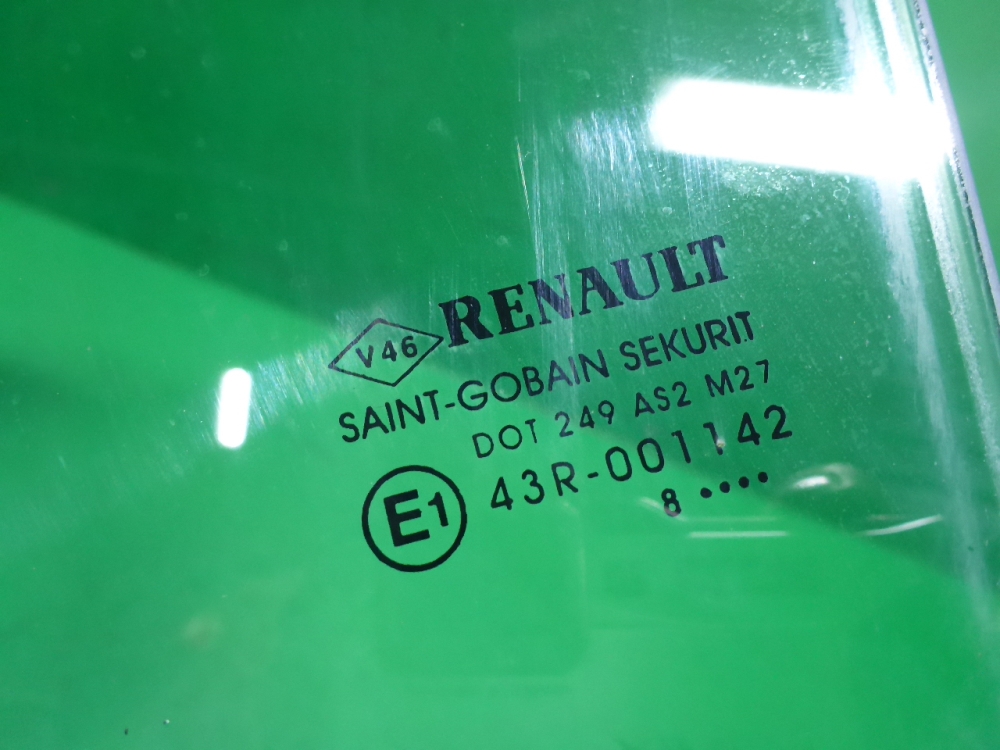 V46 RENAULT
SAINT-GOBAIN SEKURIT
DOT 249 AS2 M27
E1 43R-001142
8 ••••